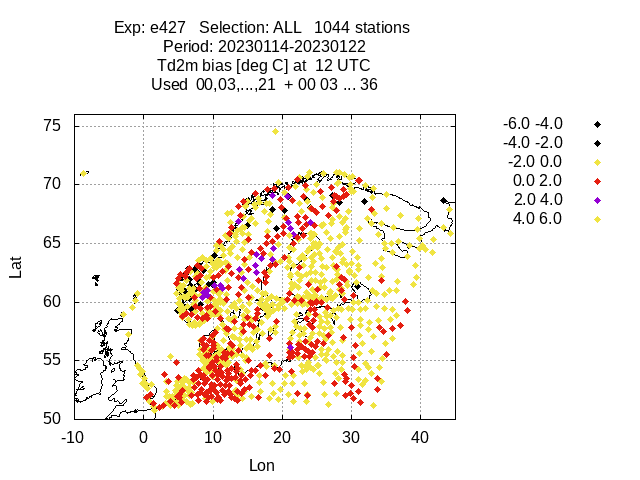 Exp: e427   Selection: ALL   1044 stations
Period: 20230114-20230122
Td2m bias [deg C] at  12 UTC
Used  00,03,...,21  + 00 03 ... 36
-6.0 -4.0
-4.0 -2.0
-2.0 0.0
0.0 2.0
2.0 4.0
4.0 6.0
75
70
65
60
55
50
Lat
-10 0 10 20 30 40
Lon